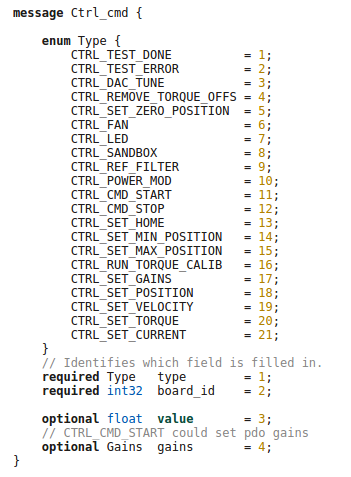 message Ctrl_cmd {
enum Type {
CTRL_TEST_DONE = 1;
CTRL_TEST_ERROR = 2;
CTRL_DAC_TUNE = 3;
CTRL_REMOVE_TORQUE_OFFS = 4;
CTRL_SET_ZERO_POSITION = 5;
CTRL_FAN = 6;
CTRL_LED = 7;
CTRL_SANDBOX = 8;
CTRL_REF_FILTER = 9;
CTRL_POWER_MOD = 10;
CTRL_CMD_START = 11;
CTRL_CMD_STOP = 12;
CTRL_SET_HOME = 13;
CTRL_SET_MIN_POSITION = 14;
CTRL_SET_MAX_POSITION = 15;
CTRL_RUN_TORQUE_CALIB = 16;
CTRL_SET_GAINS = 17;
CTRL_SET_POSITION = 18;
CTRL_SET_VELOCITY = 19;
CTRL_SET_TORQUE = 20;
CTRL_SET_CURRENT = 21;
}
// Identifies which field is filled in.
required Type type = 1;
required int32 board_id = 2;
optional float value = 3;
// CTRL_CMD_START could set pdo gains
optional Gains gains = 4;
}